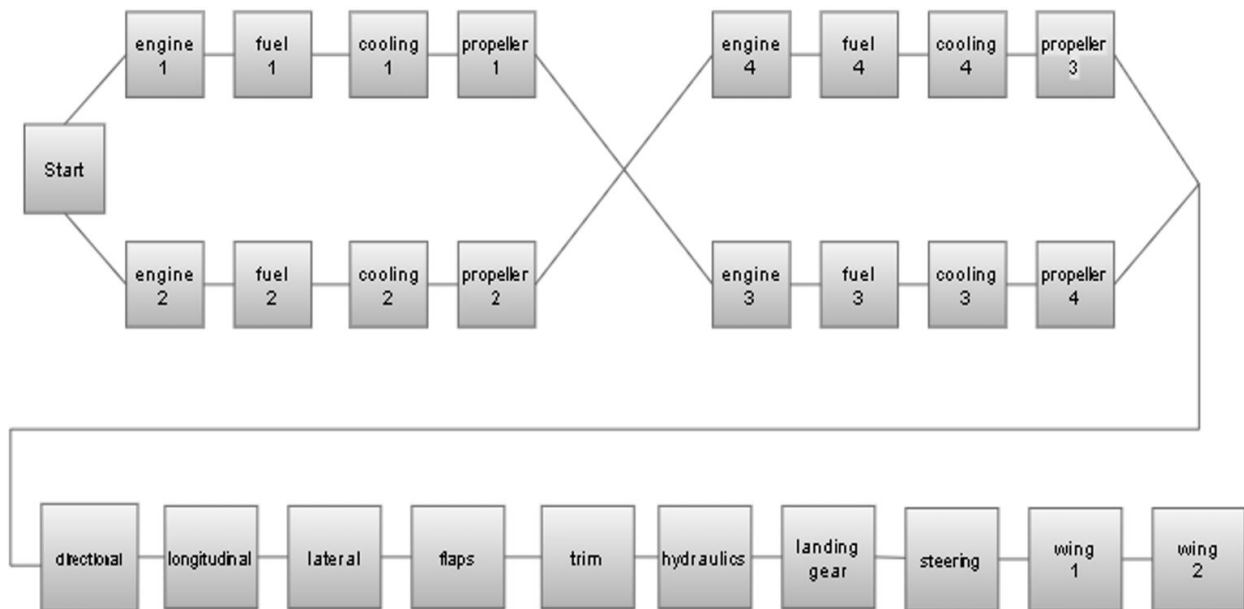 engine
1
fuel
1
cooling
1
propeller
1
engine
4
fuel
4
cooling
4
propeller
3
Start
engine
2
fuel
2
cooling
2
propeller
2
engine
3
fuel
3
cooling
3
propeller
4
directional
longitudinal
lateral
flaps
trim
hydraulics
landing
gear
steering
wing
1
wing
2